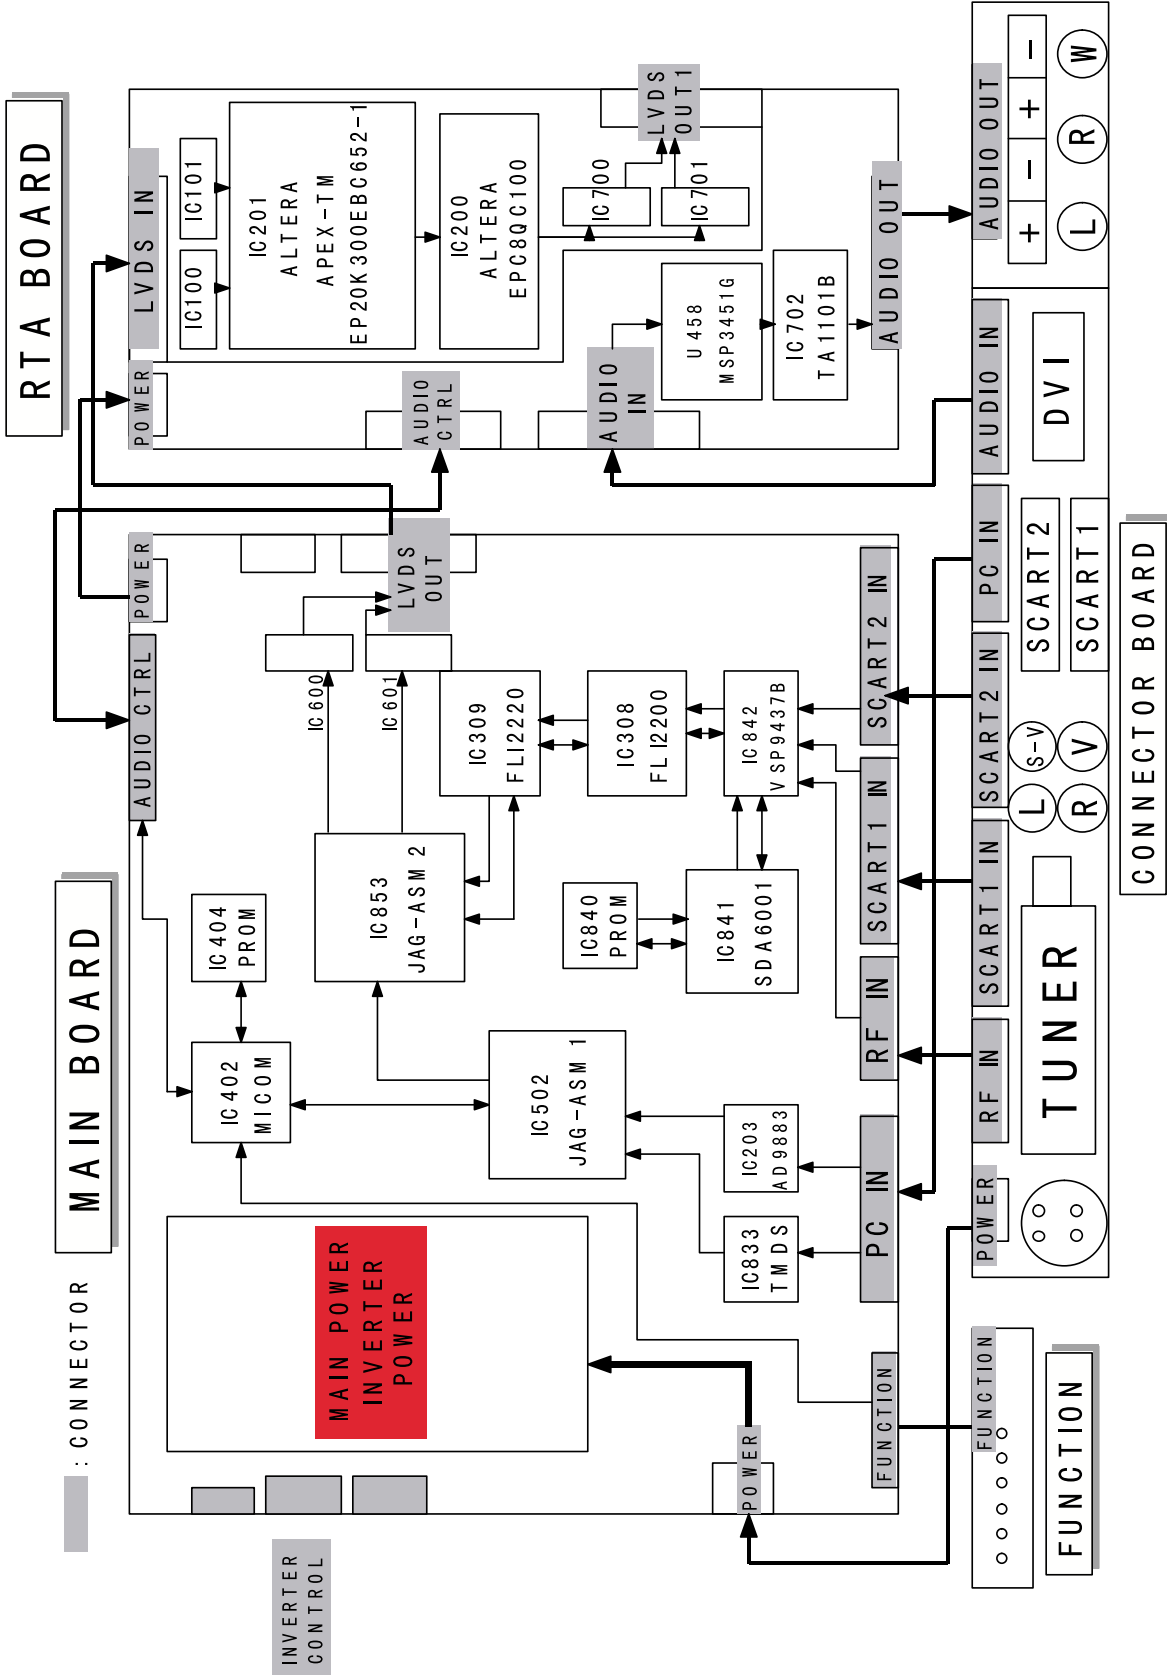 : CONNECTOR
MAIN BOARD
RTA BOARD
INVERTER
CONTROL
MAIN POWER
INVERTER
POWER
AUDIO CTRL
POWER
IC402
MICOM
IC404
PROM
IC600
IC601
LVDS
OUT
IC853
JAG-ASM 2
IC309
FLI2220
IC502
JAG-ASM 1
IC840
PROM
IC308
FLI2200
IC841
SDA6001
IC842
VSP9437B
IC833
TMDS
IC203
AD9883
POWER
FUNCTION
PC IN
RF IN
SCART1 IN
SCART2 IN
POWER
LVDS IN
IC100
IC101
IC201
ALTERA
APEX-TM
EP20K300EBC652-1
AUDIO
CTRL
IC200
ALTERA
EPC8QC100
AUDIO
IN
IC700
IC701
LVDS
OUT1
U458
MSP3451G
IC702
TA1101B
AUDIO OUT
FUNCTION
FUNCTION
POWER
RF IN
SCART1 IN
SCART2 IN
PC IN
AUDIO IN
AUDIO OUT
TUNER
L
S-V
R
V
SCART2
SCART1
DVI
+ - + -
L R W
CONNECTOR BOARD